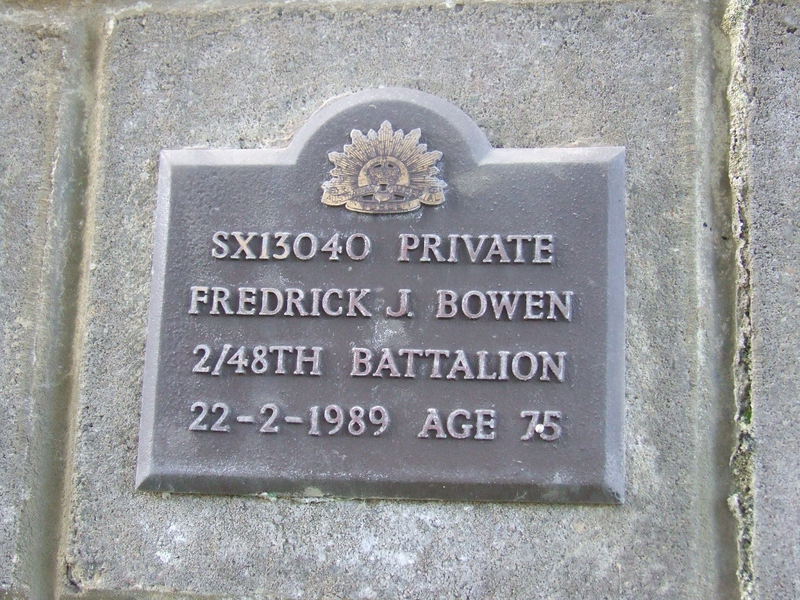 SX13040 PRIVATE
FREDRICK J. BOWEN
2/48TH BATTALION
22-2-1989 AGE 75